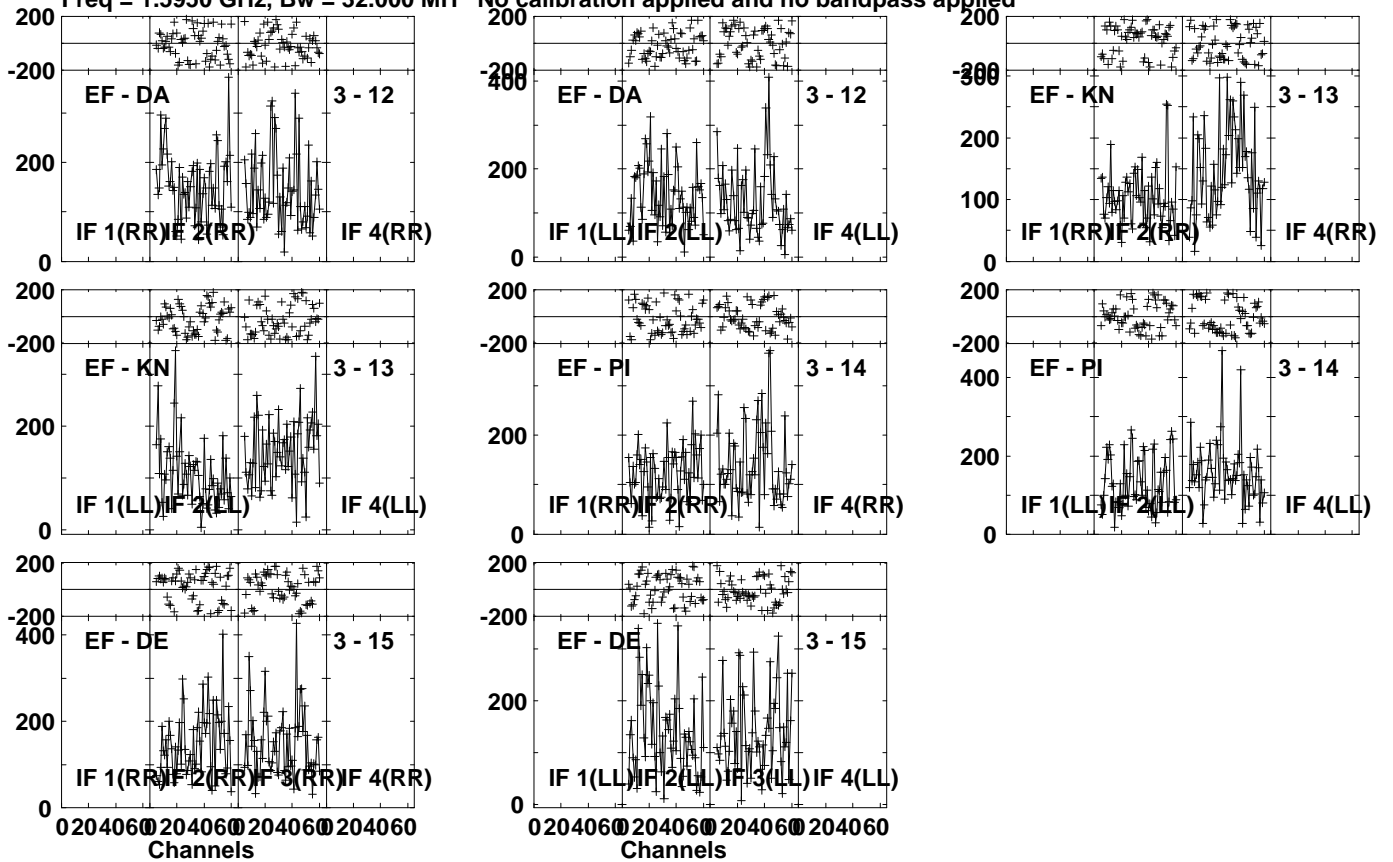 Freq = 1.5950 GHz, Bw = 32.000 MH No calibration applied and no bandpass applied
200
-200
EF - DA 3 - 12
200
IF 1(RR) IF 2(RR) IF 4(RR)
0
200
-200
400
EF - DA 3 - 12
200
IF 1(LL) IF 2(LL) IF 4(LL)
0
200
-200
300
EF - KN 3 - 13
200
100
IF 1(RR) IF 2(RR) IF 4(RR)
0
200
-200
EF - KN 3 - 13
200
IF 1(LL) IF 2(LL) IF 4(LL)
0
200
-200
EF - PI 3 - 14
200
IF 1(RR) IF 2(RR) IF 4(RR)
0
200
-200
EF - PI 3 - 14
400
200
IF 1(LL) IF 2(LL) IF 4(LL)
0
200
-200
400
EF - DE 3 - 15
200
IF 1(RR) IF 2(RR) IF 3(RR) IF 4(RR)
0
0 20 40 60 0 20 40 60 0 20 40 60 0 20 40 60
Channels
200
-200
EF - DE 3 - 15
200
IF 1(LL) IF 2(LL) IF 3(LL) IF 4(LL)
0
0 20 40 60 0 20 40 60 0 20 40 60 0 20 40 60
Channels